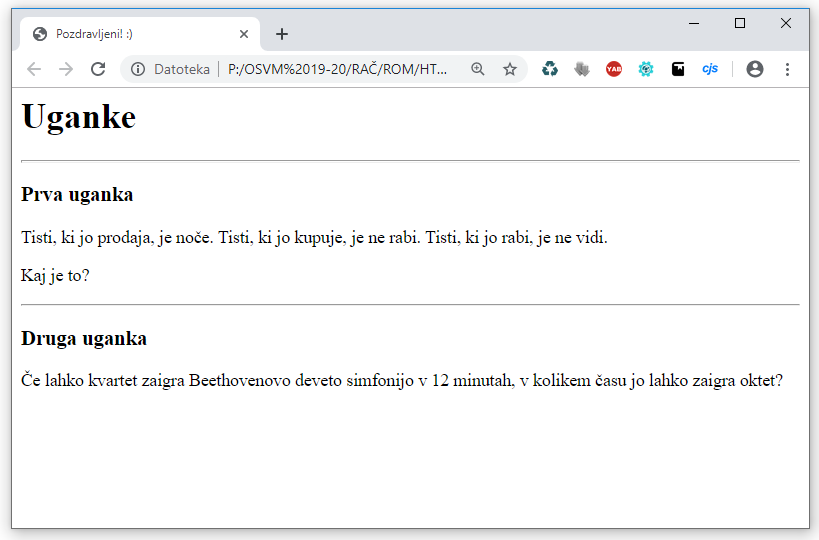 Pozdravljeni! :)
Datoteka P:/OSVM%2019-20/RAČ/ROM/HT...
YAB
cjs
Uganke
Prva uganka
Tisti, ki jo prodaja, je noče. Tisti, ki jo kupuje, je ne rabi. Tisti, ki jo rabi, je ne vidi.
Kaj je to?
Druga uganka
Če lahko kvartet zaigra Beethovenovo deveto simfonijo v 12 minutah, v kolikem času jo lahko zaigra oktet?